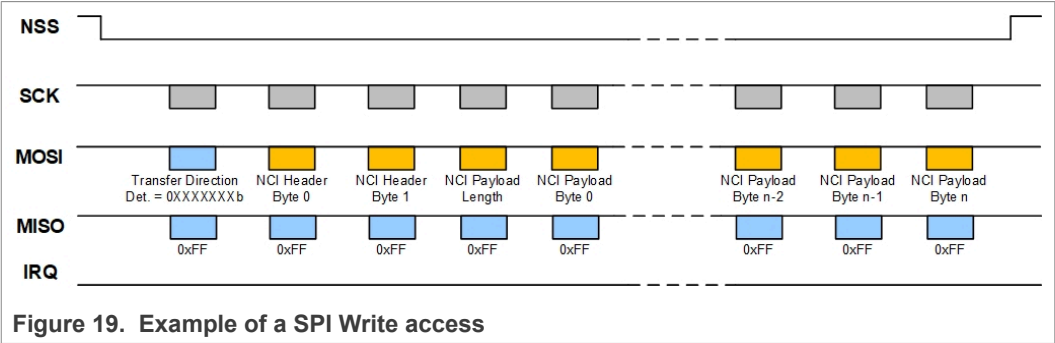 NSS
SCK
MOSI
Transfer Direction
Det. = 0XXXXXXXb
NCI Header
Byte 0
NCI Header
Byte 1
NCI Payload
Length
NCI Payload
Byte 0
NCI Payload
Byte n-2
NCI Payload
Byte n-1
NCI Payload
Byte n
MISO
0xFF
0xFF
0xFF
0xFF
0xFF
0xFF
0xFF
0xFF
IRQ
Figure 19. Example of a SPI Write access